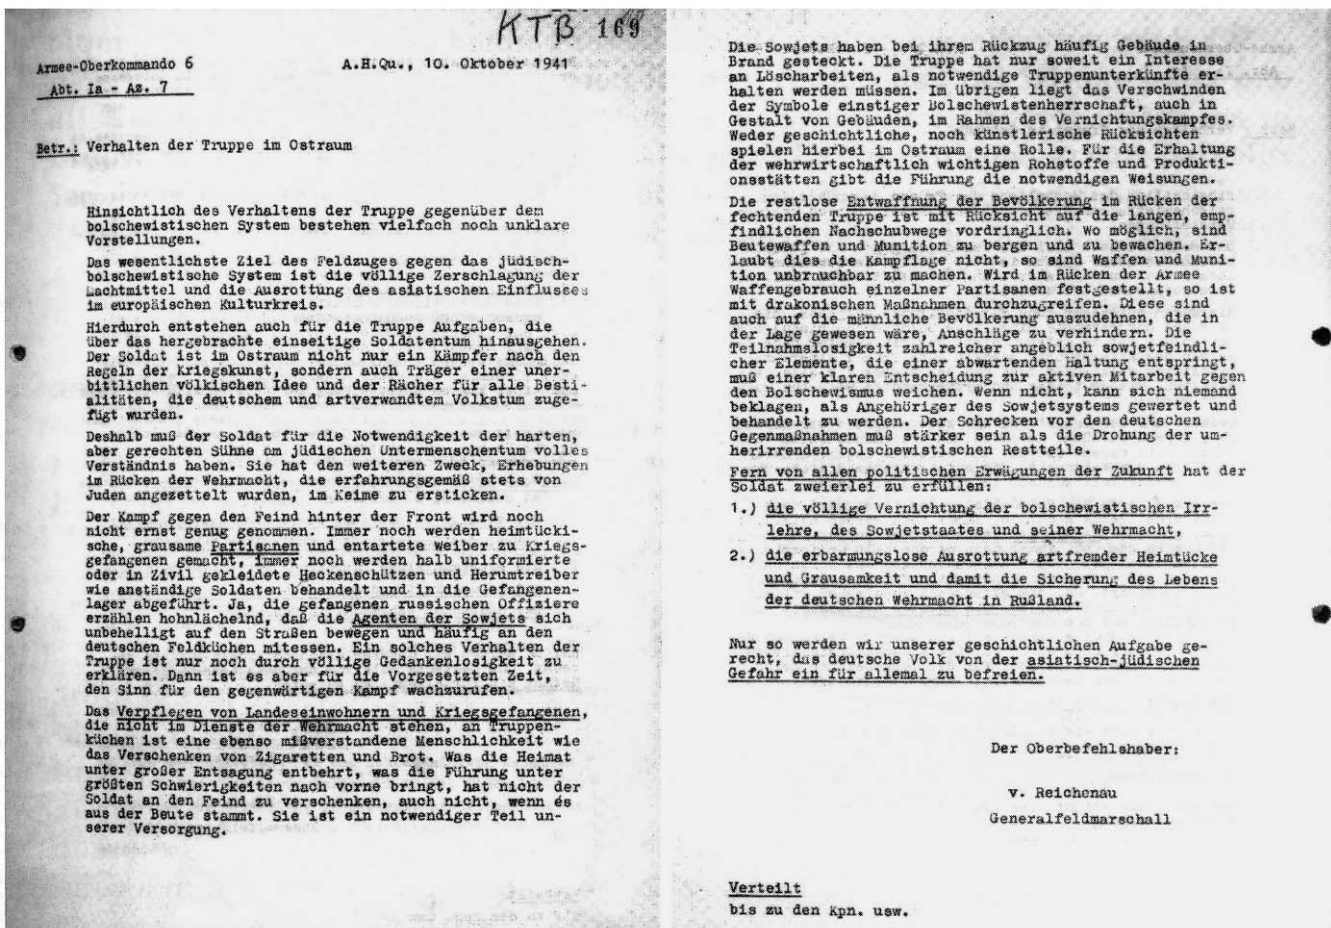 KTB 169
Armee-Oberkommando 6
A.H.Qu., 10. Oktober 1941
Abt. Ia - Az. 7
Betr.: Verhalten der Truppe im Ostraum
Hinsichtlich des Verhaltens der Truppe gegenüber dem
bolschewistischen System bestehen vielfach noch unklare
Vorstellungen.
Das wesentlichste Ziel des Feldzuges gegen das jüdisch-
bolschewistische System ist die völlige Zerschlagung der
Machtmittel und die Ausrottung des asiatischen Einflusses
im europäischen Kulturkreis.
Hierdurch entstehen auch für die Truppe Aufgaben, die
über das hergebrachte einseitige Soldatentum hinausgehen.
Der Soldat ist im Ostraum nicht nur ein Kämpfer nach den
Regeln der Kriegskunst, sondern auch Träger einer uner-
bittlichen völkischen Idee und der Rächer für alle Besti-
alitäten, die deutschem und artverwandtem Volkstum zuge-
fügt wurden.
Deshalb muß der Soldat für die Notwendigkeit der harten,
aber gerechten Sühne am jüdischen Untermenschentum volles
Verständnis haben. Sie hat den weiteren Zweck, Erhebungen
im Rücken der Wehrmacht, die erfahrungsgemäß stets von
Juden angezettelt wurden, im Keime zu ersticken.
Der Kampf gegen den Feind hinter der Front wird noch
nicht ernst genug genommen. Immer noch werden heimtücki-
sche, grausame Partisanen und entartete Weiber zu Kriegs-
gefangenen gemacht, immer noch werden halb uniformierte
oder in Zivil gekleidete Heckenschützen und Herumtreiber
wie anständige Soldaten behandelt und in die Gefangenen-
lager abgeführt. Ja, die gefangenen russischen Offiziere
erzählen hohnlächelnd, daß die Agenten der Sowjets sich
unbehelligt auf den Straßen bewegen und häufig an den
deutschen Feldküchen mitessen. Ein solches Verhalten der
Truppe ist nur noch durch völlige Gedankenlosigkeit zu
erklären. Dann ist es aber für die Vorgesetzten Zeit,
den Sinn für den gegenwärtigen Kampf wachzurufen.
Das Verpflegen von Landeseinwohnern und Kriegsgefangenen,
die nicht im Dienste der Wehrmacht stehen, an Truppen-
küchen ist eine ebenso mißverstandene Menschlichkeit wie
das Verschenken von Zigaretten und Brot. Was die Heimat
unter großer Entsagung entbehrt, was die Führung unter
größten Schwierigkeiten nach vorne bringt, hat nicht der
Soldat an den Feind zu verschenken, auch nicht, wenn es
aus der Beute stammt. Sie ist ein notwendiger Teil un-
serer Versorgung.
Die Sowjets haben bei ihrem Rückzug häufig Gebäude in
Brand gesteckt. Die Truppe hat nur soweit ein Interesse
an Löscharbeiten, als notwendige Truppenunterkünfte er-
halten werden müssen. Im übrigen liegt das Verschwinden
der Symbole einstiger Bolschewistenherrschaft, auch in
Gestalt von Gebäuden, im Rahmen des Vernichtungskampfes.
Weder geschichtliche, noch künstlerische Rücksichten
spielen hierbei im Ostraum eine Rolle. Für die Erhaltung
der wehrwirtschaftlich wichtigen Rohstoffe und Produkti-
onsstätten gibt die Führung die notwendigen Weisungen.
Die restlose Entwaffnung der Bevölkerung im Rücken der
fechtenden Truppe ist mit Rücksicht auf die langen, emp-
findlichen Nachschubwege vordringlich. Wo möglich, sind
Beutewaffen und Munition zu bergen und zu bewachen. Er-
laubt dies die Kampflage nicht, so sind Waffen und Muni-
tion unbrauchbar zu machen. Wird im Rücken der Armee
Waffengebrauch einzelner Partisanen festgestellt, so ist
mit drakonischen Maßnahmen durchzugreifen. Diese sind
auch auf die männliche Bevölkerung auszudehnen, die in
der Lage gewesen wäre, Anschläge zu verhindern. Die
Teilnahmslosigkeit zahlreicher angeblich sowjetfeindli-
cher Elemente, die einer abwartenden Haltung entspringt,
muß einer klaren Entscheidung zur aktiven Mitarbeit gegen
den Bolschewismus weichen. Wenn nicht, kann sich niemand
beklagen, als Angehöriger des Sowjetsystems gewertet und
behandelt zu werden. Der Schrecken vor den deutschen
Gegenmaßnahmen muß stärker sein als die Drohung der um-
herirrenden bolschewistischen Restteile.
Fern von allen politischen Erwägungen der Zukunft hat der
Soldat zweierlei zu erfüllen:
1.) die völlige Vernichtung der bolschewistischen Irr-
lehre, des Sowjetstaates und seiner Wehrmacht,
2.) die erbarmungslose Ausrottung artfremder Heimtücke
und Grausamkeit und damit die Sicherung des Lebens
der deutschen Wehrmacht in Rußland.
Nur so werden wir unserer geschichtlichen Aufgabe ge-
recht, das deutsche Volk von der asiatisch-jüdischen
Gefahr ein für allemal zu befreien.
Der Oberbefehlshaber:
v. Reichenau
Generalfeldmarschall
Verteilt
bis zu den Kpn. usw.